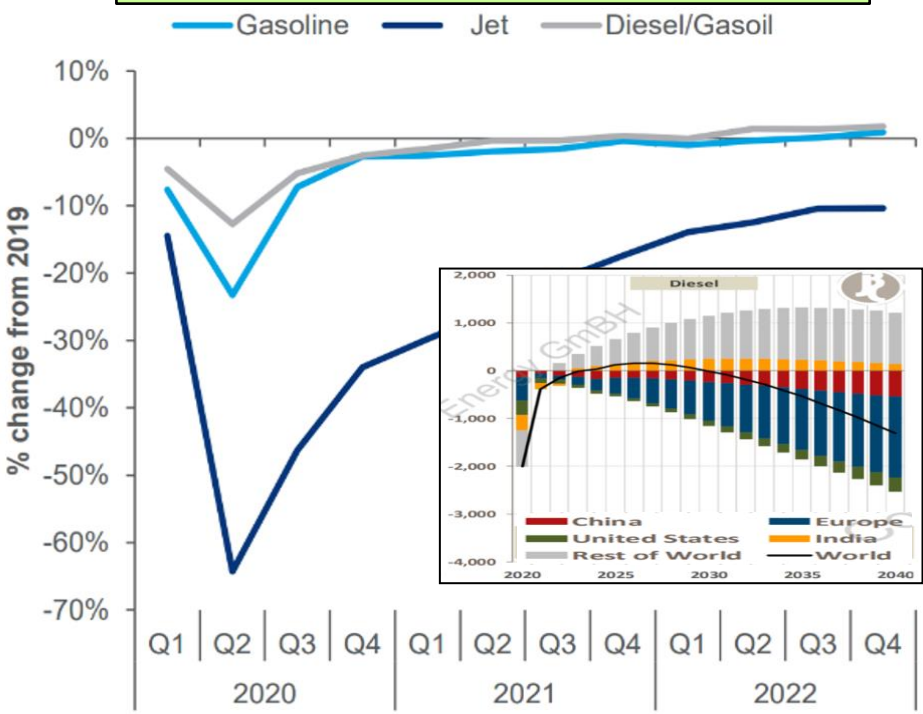 Gasoline Jet Diesel/Gasoil
10%
0%
-10%
-20%
-30%
-40%
-50%
-60%
-70%
% change from 2019
Q1 Q2 Q3 Q4 Q1 Q2 Q3 Q4 Q1 Q2 Q3 Q4
2020 2021 2022
Diesel
2,000
1,000
0
-1,000
-2,000
-3,000
-4,000
Energy GmBH
China Europe
United States India
Rest of World World
2020 2025 2030 2035 2040